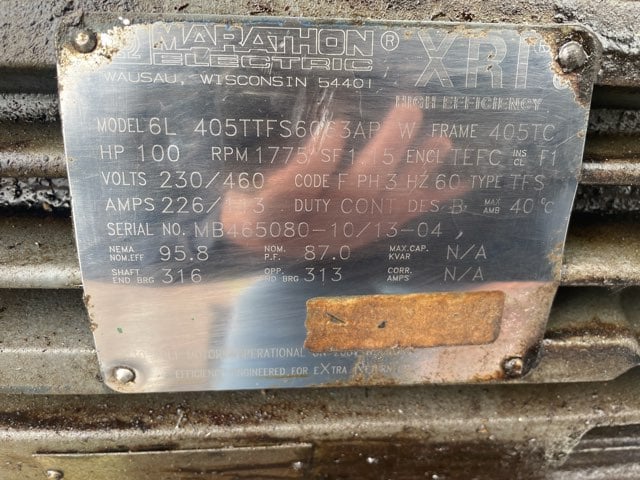 MARATHON® XRI®
ELECTRIC
WAUSAU, WISCONSIN 54401
HIGH EFFICIENCY
MODEL 6L W FRAME 405TC
HP 100 RPM 1775 SF 1.15 ENCL TEFC INS CL F1
VOLTS 230/460 CODE F PH 3 HZ 60 TYPE TFS
AMPS DUTY CONT DES B MAX AMB 40°C
SERIAL NO. MB465080-10/13-04
NEMA NOM.EFF 95.8 NOM. P.F. 87.0 MAX.CAP. KVAR N/A
SHAFT END BRG 316 OPP. END BRG 313 CORR. AMPS N/A
OPERATIONAL ON
EFFICIENCY ENGINEERED FOR EXTRA